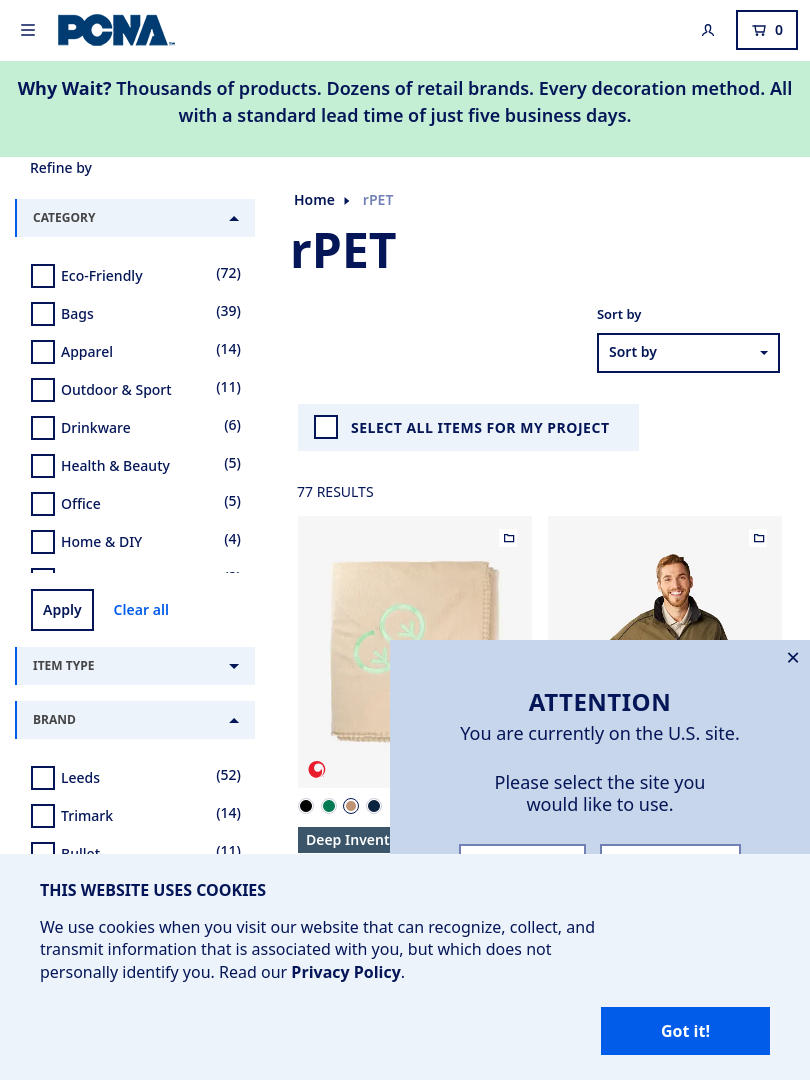 PCNA
0
Why Wait? Thousands of products. Dozens of retail brands. Every decoration method. All
with a standard lead time of just five business days.
Refine by
CATEGORY
Eco-Friendly (72)
Bags (39)
Apparel (14)
Outdoor & Sport (11)
Drinkware (6)
Health & Beauty (5)
Office (5)
Home & DIY (4)
Apply Clear all
ITEM TYPE
BRAND
Leeds (52)
Trimark (14)
Bullet (11)
Home rPET
rPET
Sort by
Sort by
SELECT ALL ITEMS FOR MY PROJECT
77 RESULTS
Deep Invent
ATTENTION
You are currently on the U.S. site.
Please select the site you
would like to use.
THIS WEBSITE USES COOKIES
We use cookies when you visit our website that can recognize, collect, and
transmit information that is associated with you, but which does not
personally identify you. Read our Privacy Policy.
Got it!